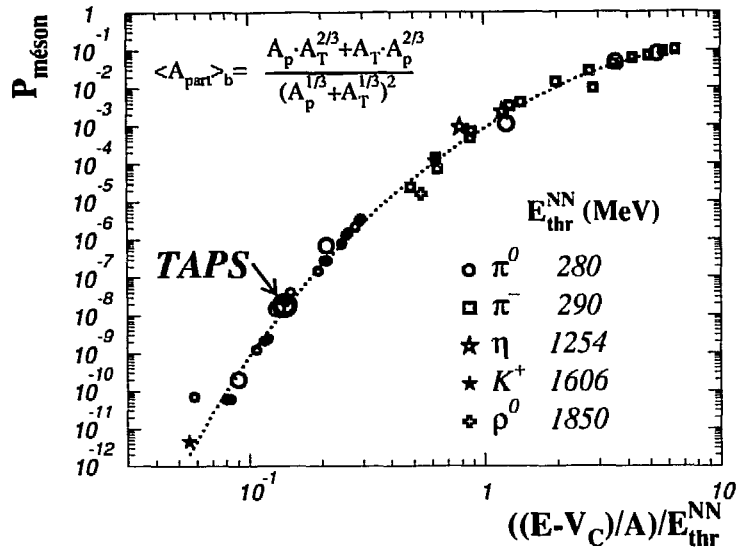 P_méson
1
10^-1
10^-2
10^-3
10^-4
10^-5
10^-6
10^-7
10^-8
10^-9
10^-10
10^-11
10^-12
<A_part>_b = (A_p·A_T^2/3+A_T·A_p^2/3)/(A_p^1/3+A_T^1/3)^2
TAPS
E_thr^NN (MeV)
π^0 280
π^- 290
η 1254
K^+ 1606
ρ^0 1850
10^-1 1 10
((E-V_C)/A)/E_thr^NN